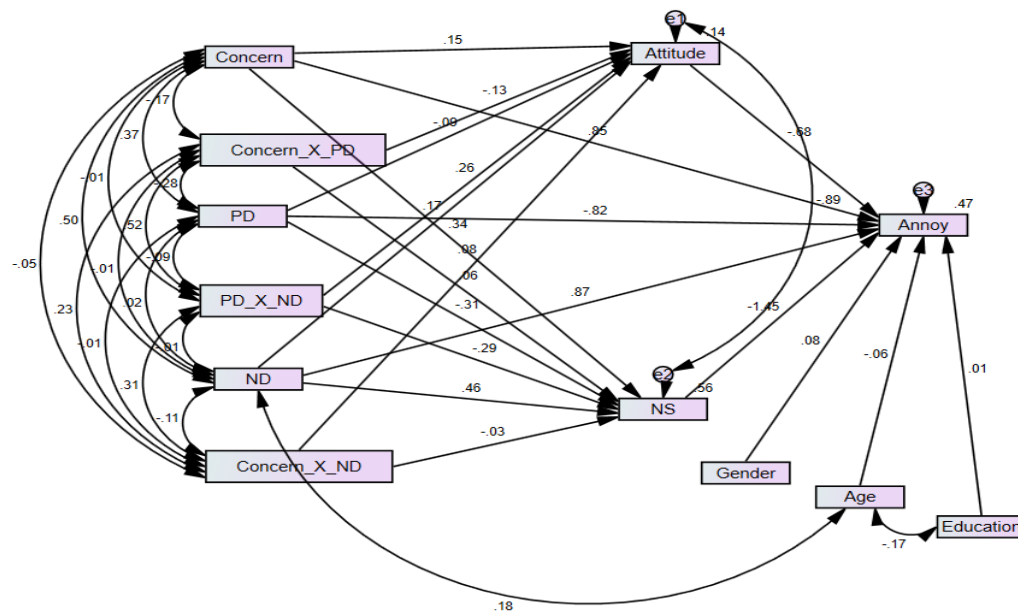 e1
.14
.15
Attitude
Concern
-.17
-.13
-.09
.85
-.68
.37
Concern_X_PD
-.01
-.28
.26
e3
.47
.17
-.89
PD
-.82
Annoy
.50
.52
.34
-.09
.08
-.01
.06
.87
PD_X_ND
.23
.02
-.31
-1.45
-.05
.08
-.01
-.01
-.29
-.06
.01
ND
e2
.56
.31
.46
NS
-.11
-.03
Concern_X_ND
Gender
Age
Education
-.17
.18